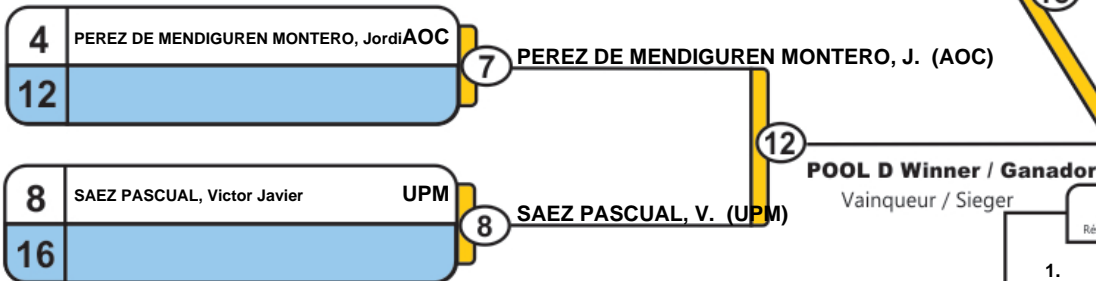 4 PEREZ DE MENDIGUREN MONTERO, JordiAOC
12
7 PEREZ DE MENDIGUREN MONTERO, J. (AOC)
12
POOL D Winner / Ganador
Vainqueur / Sieger
8 SAEZ PASCUAL, Victor Javier UPM
16
8 SAEZ PASCUAL, V. (UPM)
Ré
1.